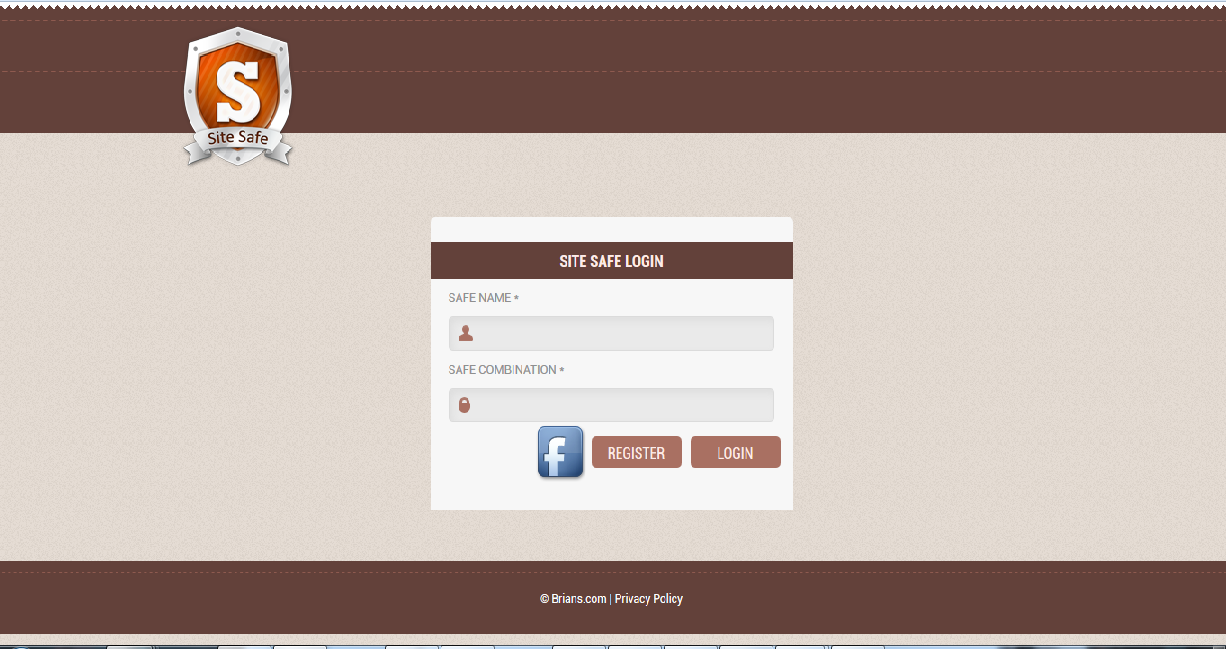 S
Site Safe
SITE SAFE LOGIN
SAFE NAME *
SAFE COMBINATION *
f
REGISTER
LOGIN
© Brians.com | Privacy Policy